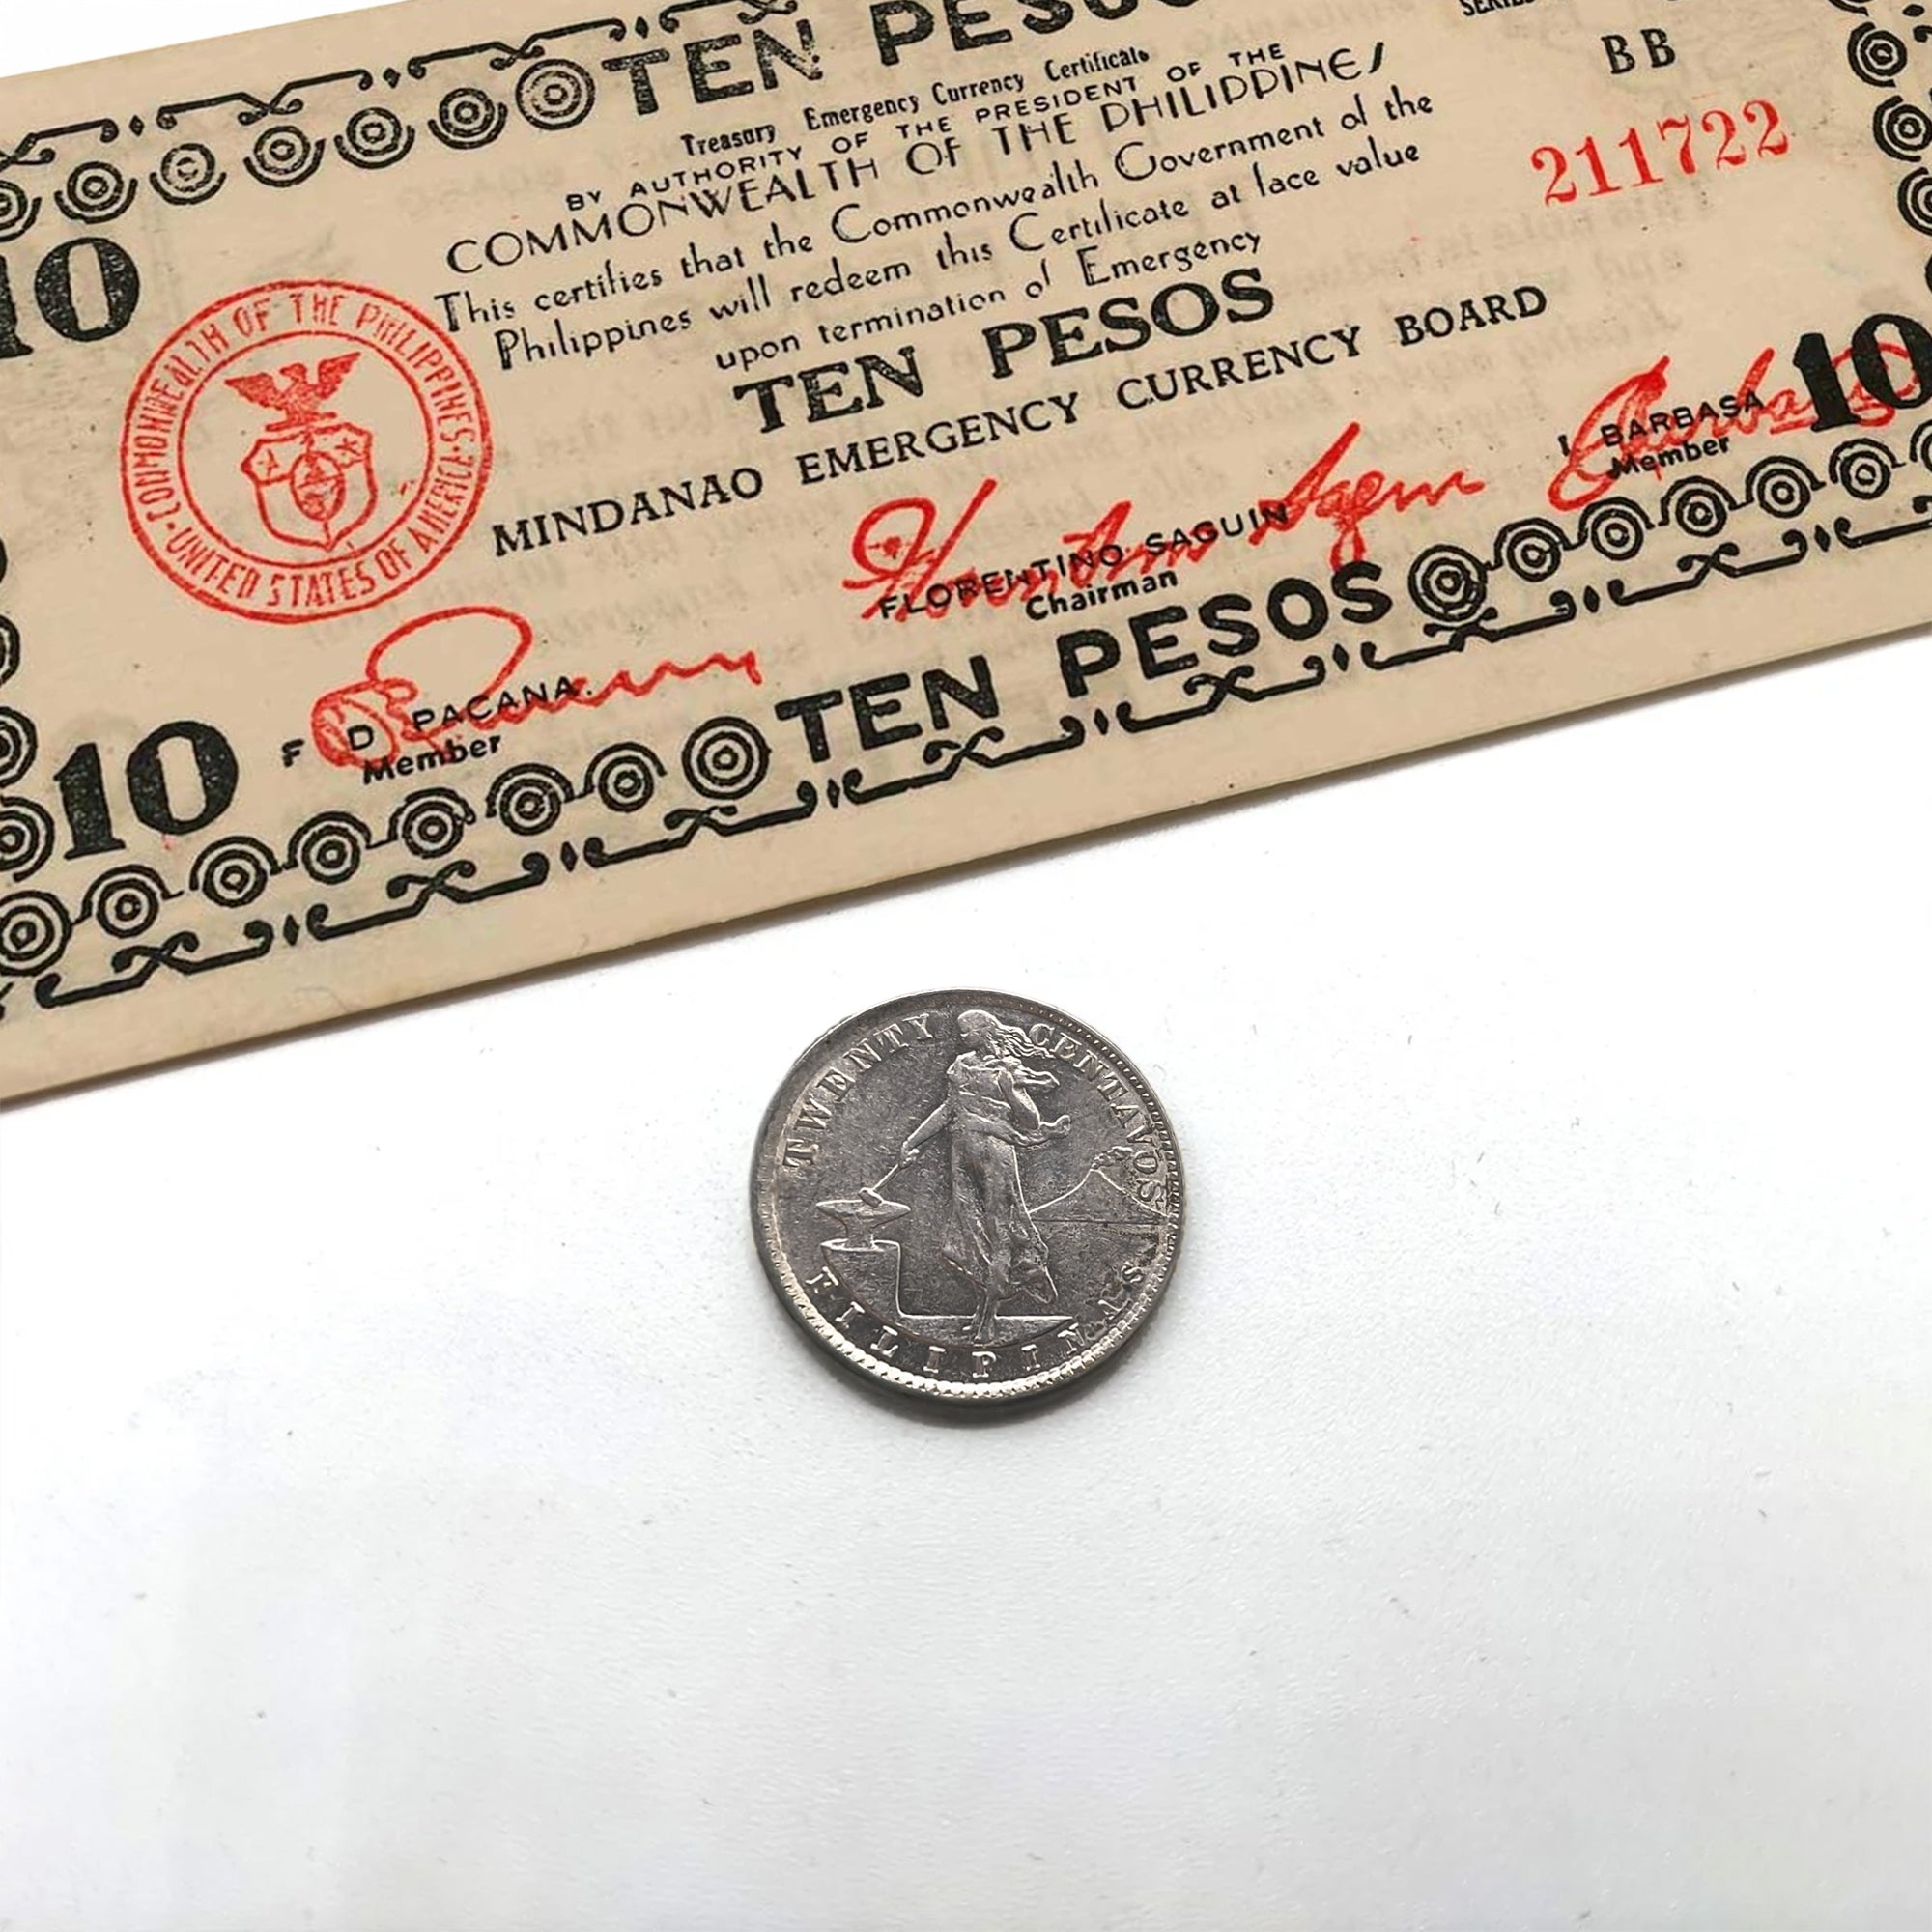 TEN PESOS
Treasury Emergency Currency Certificate
BY AUTHORITY OF THE PRESIDENT OF THE
COMMONWEALTH OF THE PHILIPPINES
This certifies that the Commonwealth Government of the
Philippines will redeem this Certificate at face value
upon termination of Emergency
TEN PESOS
MINDANAO EMERGENCY CURRENCY BOARD
BB
211722
10
COMMONWEALTH OF THE PHILIPPINES
UNITED STATES OF AMERICA
10
I BARBASA
Member
FLORENTINO SAGUIN
Chairman
F D PACANA
Member
10
TEN PESOS
TWENTY CENTAVOS
FILIPINAS